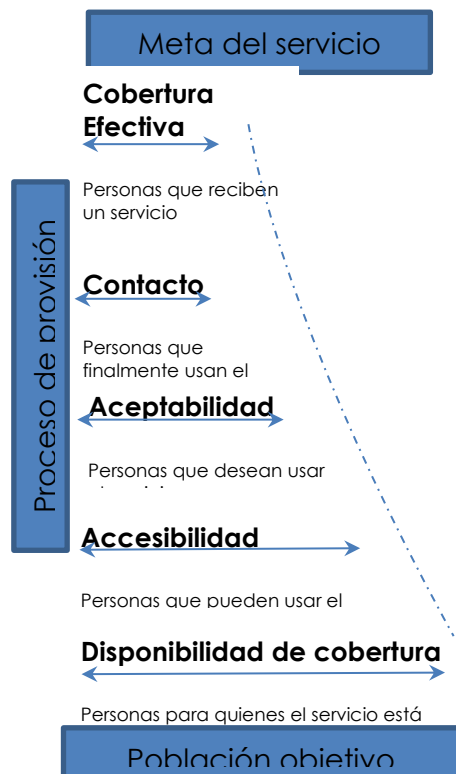 Meta del servicio
Cobertura
Efectiva
Personas que reciben
un servicio
Proceso de provisión
Contacto
Personas que
finalmente usan el
Aceptabilidad
Personas que desean usar
Accesibilidad
Personas que pueden usar el
Disponibilidad de cobertura
Personas para quienes el servicio está
Población objetivo